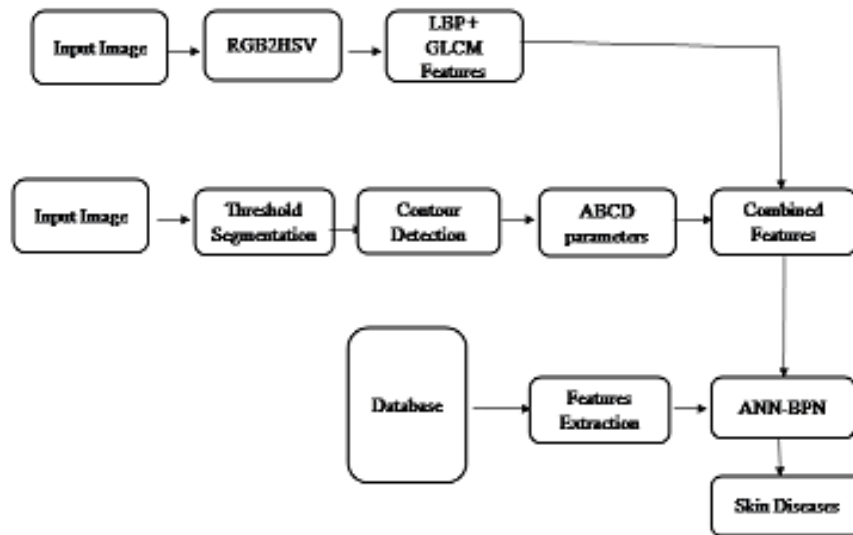 Input Image
RGB2HSV
LBP+
GLCM
Features
Input Image
Threshold
Segmentation
Contour
Detection
ABCD
parameters
Combined
Features
Database
Features
Extraction
ANN-BPN
Skin Diseases